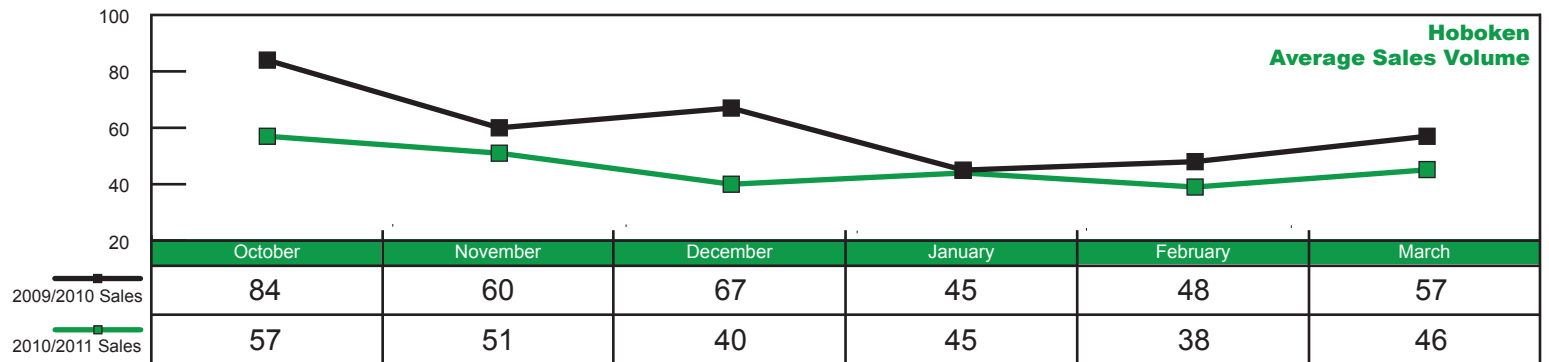 100
Hoboken
Average Sales Volume
80
60
40
20
October November December January February March
2009/2010 Sales 84 60 67 45 48 57
2010/2011 Sales 57 51 40 45 38 46